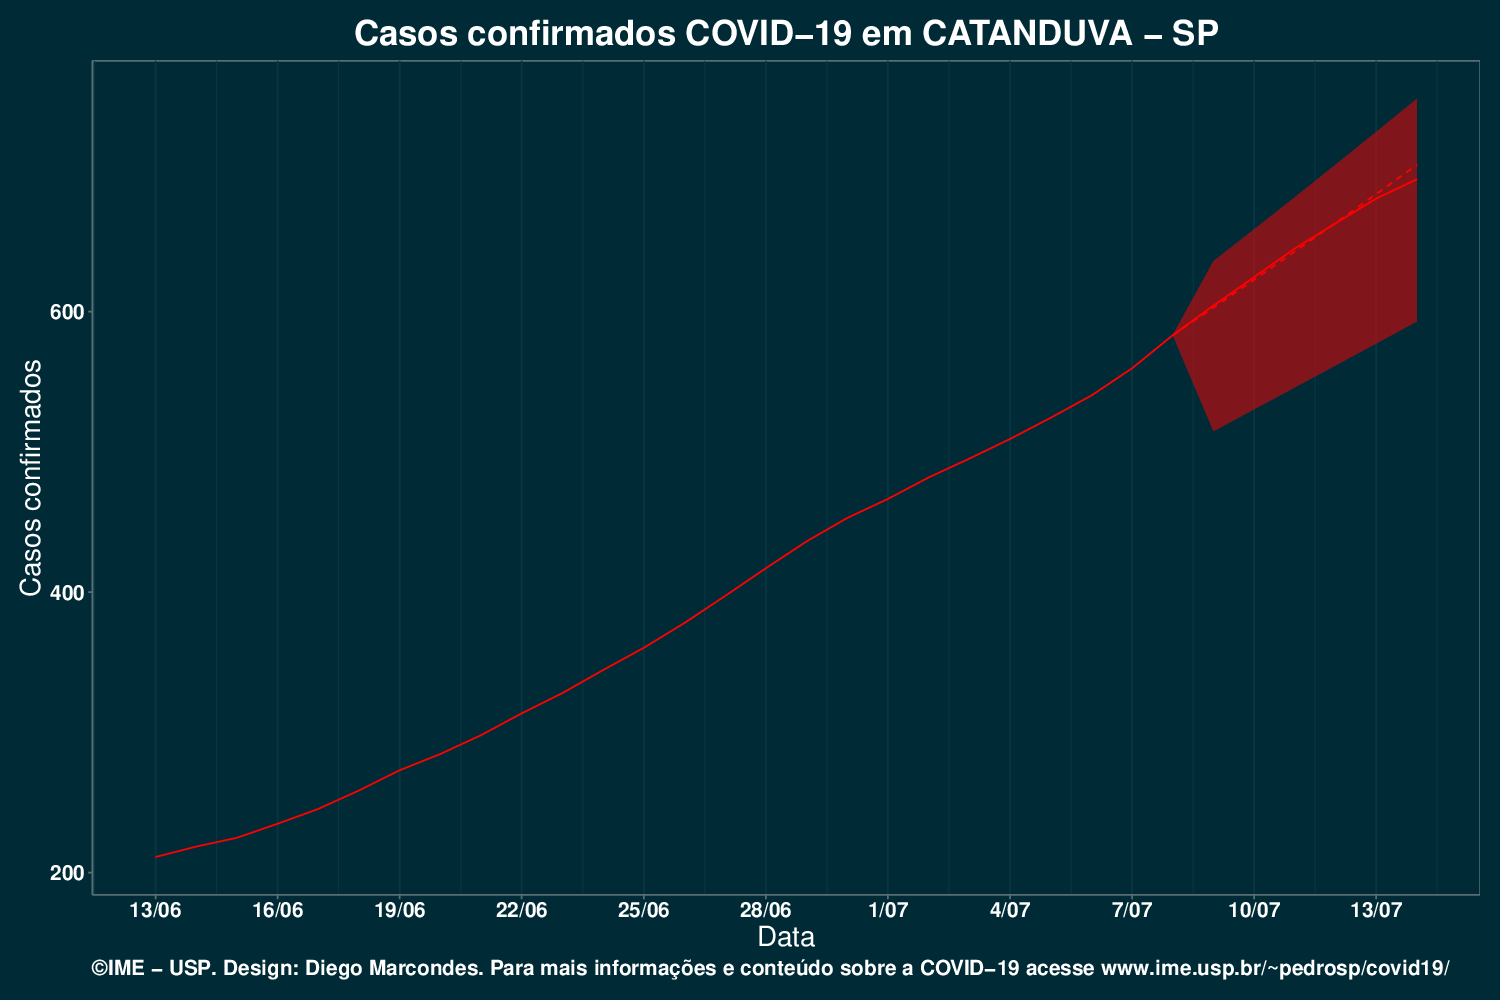 Casos confirmados COVID−19 em CATANDUVA − SP
Casos confirmados
600
400
200
13/06 16/06 19/06 22/06 25/06 28/06 1/07 4/07 7/07 10/07 13/07
Data
©IME − USP. Design: Diego Marcondes. Para mais informações e conteúdo sobre a COVID−19 acesse www.ime.usp.br/~pedrosp/covid19/